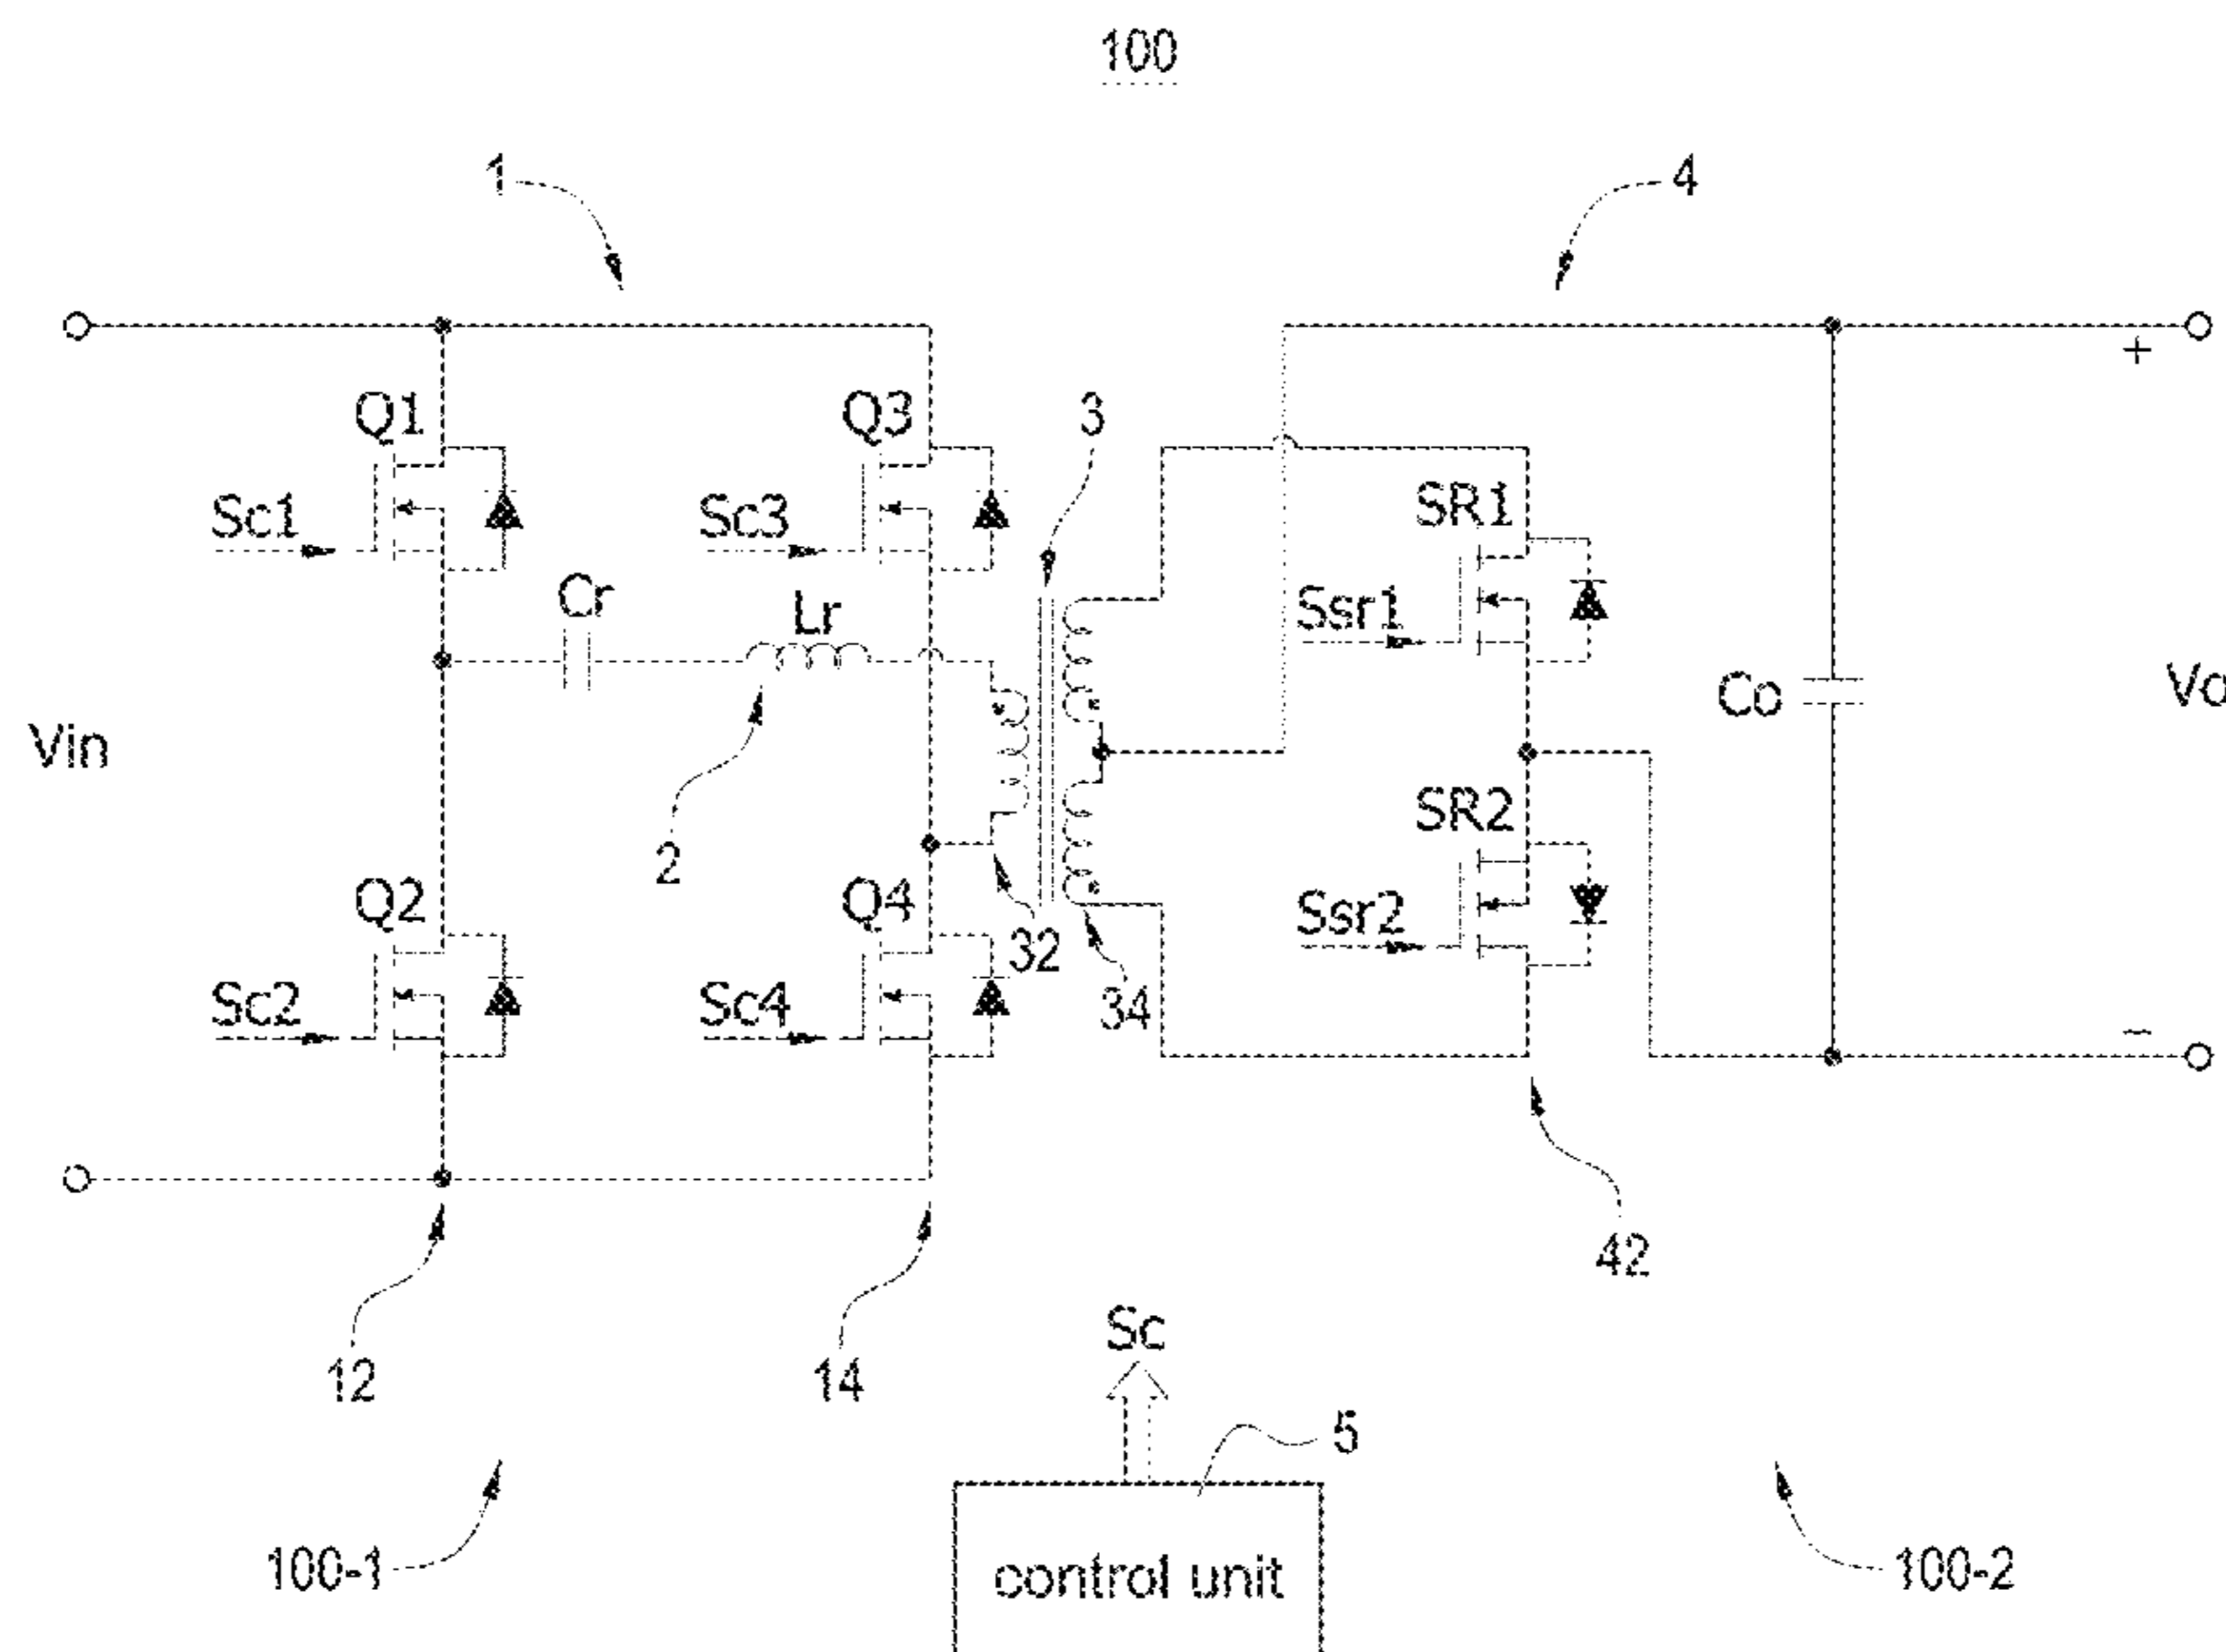 100
1
4
+
Q1
Q3
3
Sc1
Sc3
SR1
Cr
Lr
Ssr1
Co
Vo
Vin
SR2
2
Q2
Q4
Ssr2
32
Sc2
Sc4
34
−
42
Sc
12
14
5
100-1
control unit
100-2